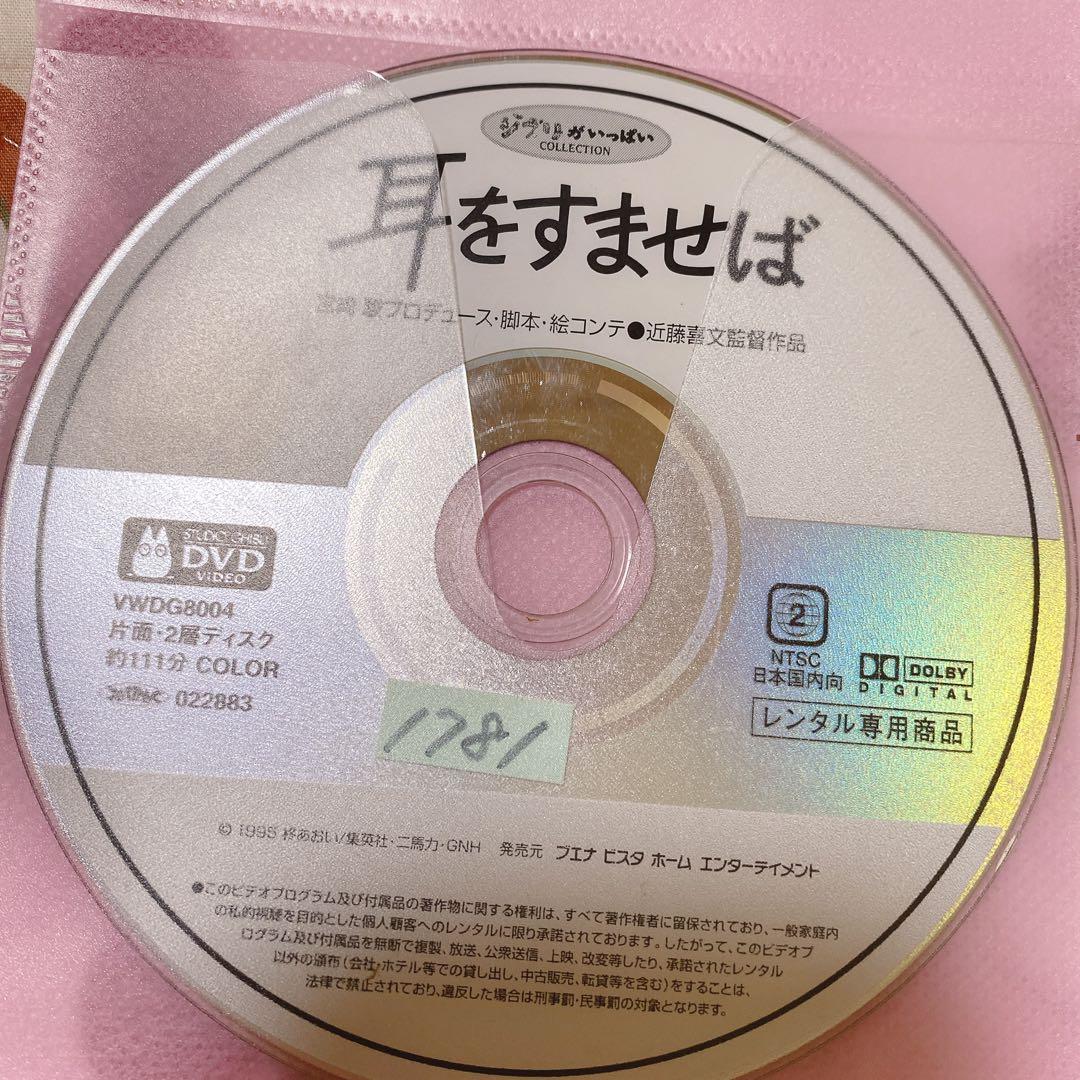 ジブリがいっぱい
COLLECTION
耳をすませば
宮崎 駿プロデュース・脚本・絵コンテ●近藤喜文監督作品
STUDIO GHIBLI
DVD
VIDEO
VWDG8004
片面・2層ディスク
約111分 COLOR
022883
1781
2
NTSC
日本国内向
DOLBY
DIGITAL
レンタル専用商品
© 1995 柊あおい/集英社・二馬力・GNH 発売元 ブエナ ビスタ ホーム エンターテイメント
●このビデオプログラム及び付属品の著作物に関する権利は、すべて著作権者に留保されており、一般家庭内
の私的視聴を目的とした個人顧客へのレンタルに限り承諾されております。したがって、このビデオプ
ログラム及び付属品を無断で複製、放送、公衆送信、上映、改変等したり、承諾されたレンタル
以外の頒布(会社・ホテル等での貸し出し、中古販売、転貸等を含む)をすることは、
法律で禁止されており、違反した場合は刑事罰・民事罰の対象となります。